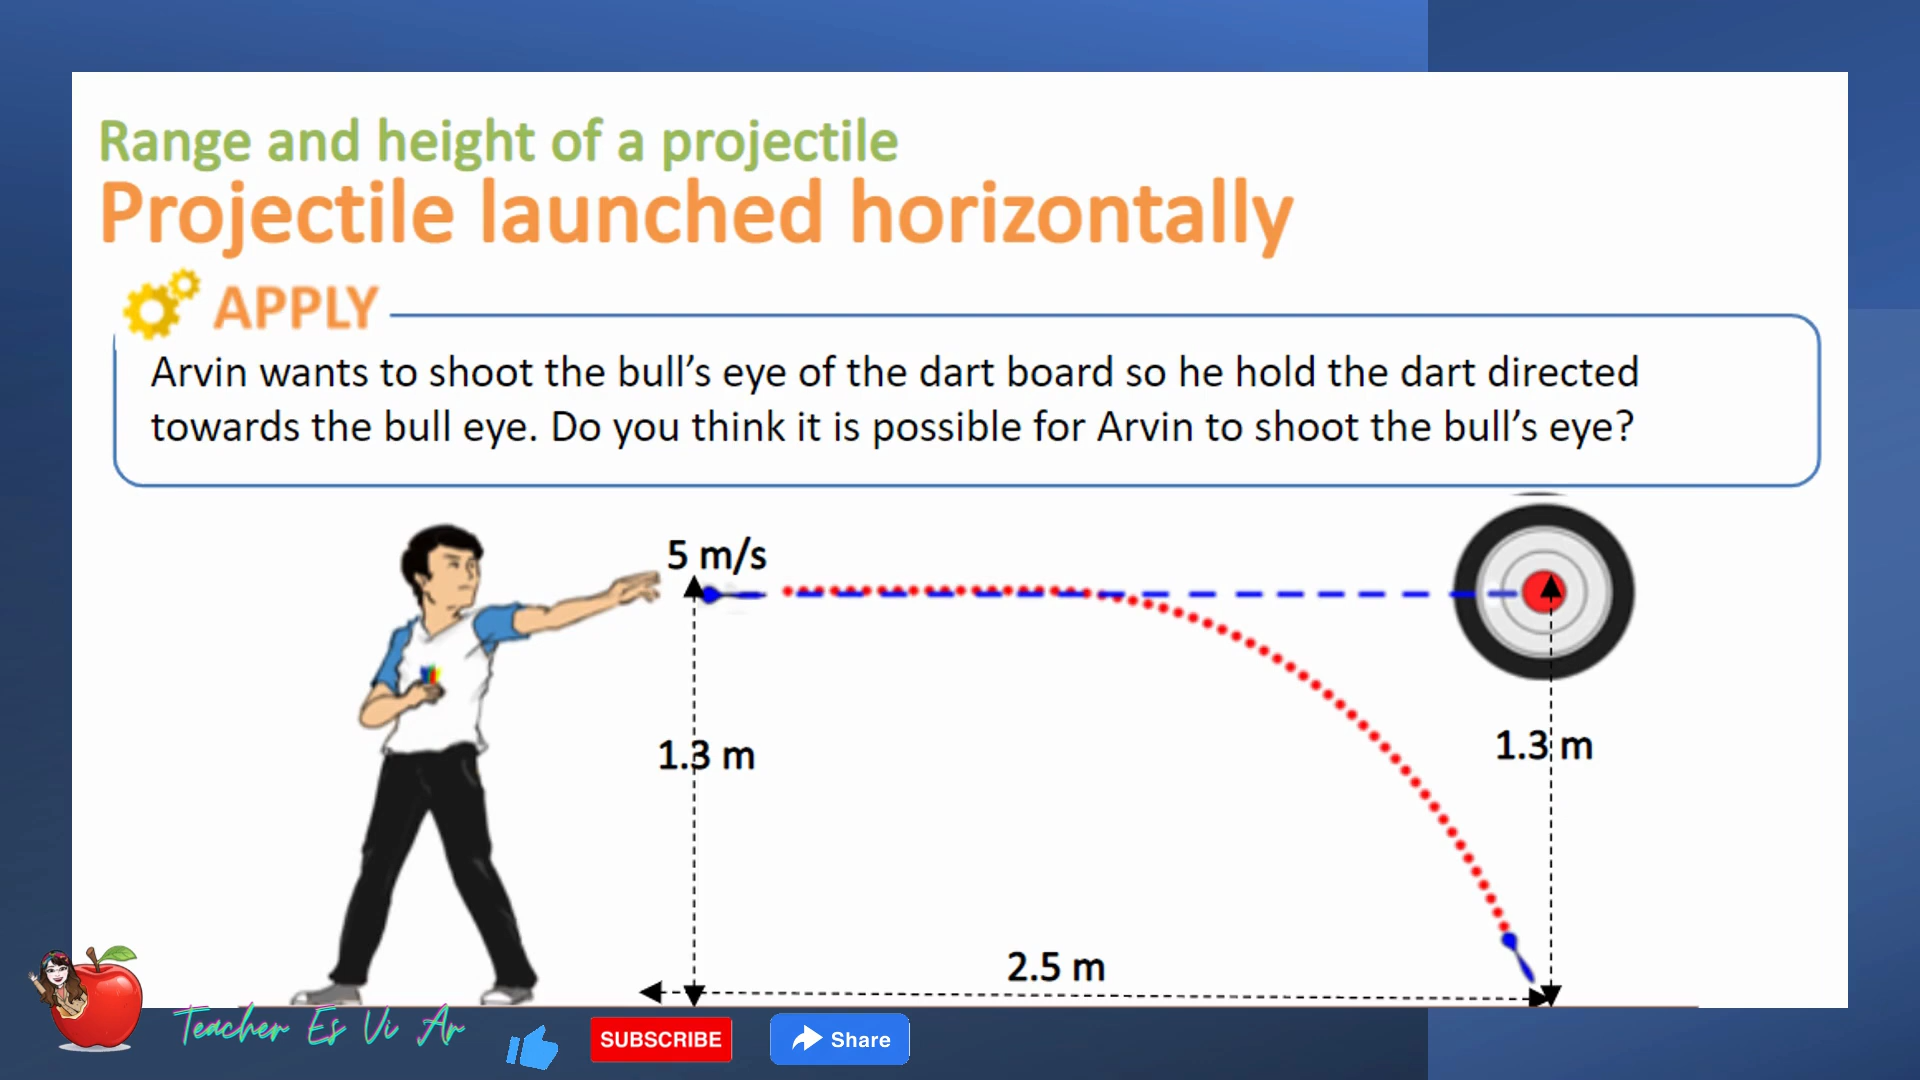 Range and height of a projectile
Projectile launched horizontally
APPLY
Arvin wants to shoot the bull's eye of the dart board so he hold the dart directed
towards the bull eye. Do you think it is possible for Arvin to shoot the bull's eye?
5 m/s
1.3 m
1.3 m
2.5 m
Teacher Es Vi Ar
SUBSCRIBE
Share